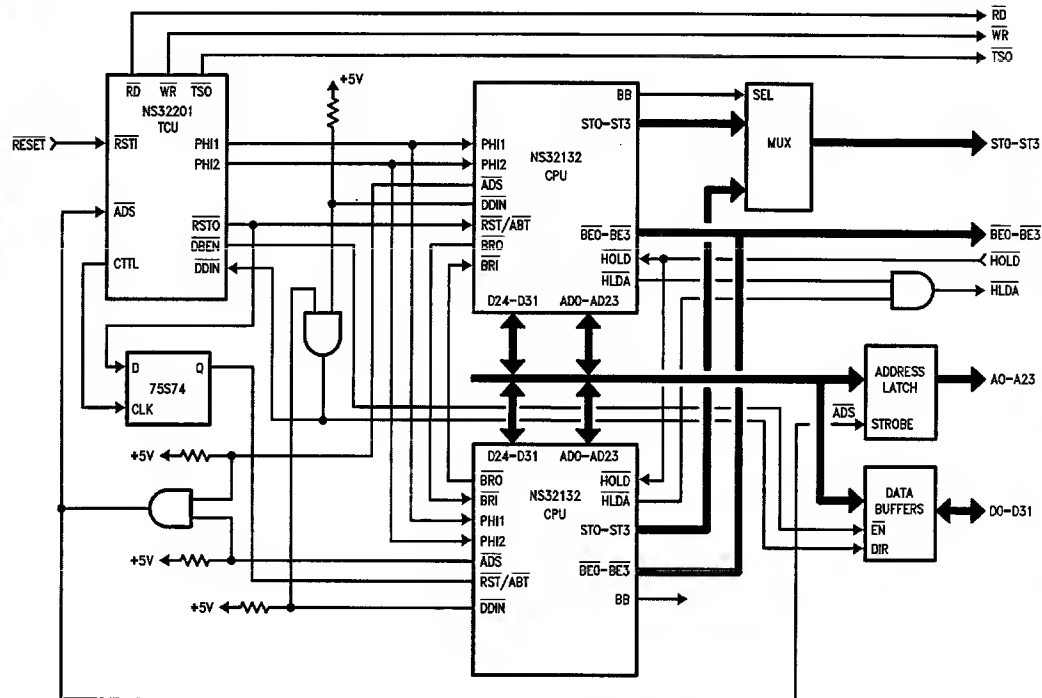 RD
WR
TSO
+5V
RD WR TSO
NS32201
TCU
RESET
RSTI
PHI1
PHI2
ADS
RSTO
DBEN
CTTL
DDIN
BB
ST0-ST3
PHI1
PHI2
NS32132
CPU
ADS
DDIN
RST/ABT
BRO
BRI
BE0-BE3
HOLD
HLDA
D24-D31 AD0-AD23
SEL
MUX
ST0-ST3
BE0-BE3
HOLD
HLDA
D Q
75S74
CLK
ADDRESS
LATCH
A0-A23
ADS
STROBE
+5V
+5V
+5V
D24-D31 AD0-AD23
BRO
BRI
PHI1
PHI2
NS32132
CPU
ADS
RST/ABT
DDIN
HOLD
HLDA
ST0-ST3
BE0-BE3
BB
DATA
BUFFERS
D0-D31
EN
DIR